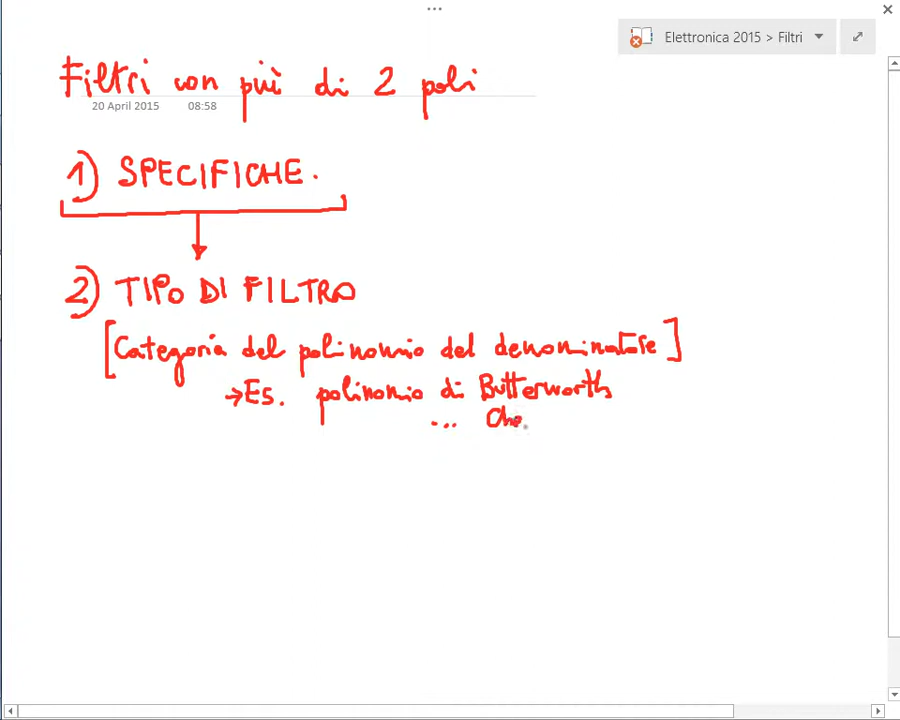 Elettronica 2015 > Filtri
Filtri con più di 2 poli
20 April 2015 08:58
1) SPECIFICHE.
2) TIPO DI FILTRO
[Categoria del polinomio del denominatore]
→ Es. polinomio di Butterworth
... Che